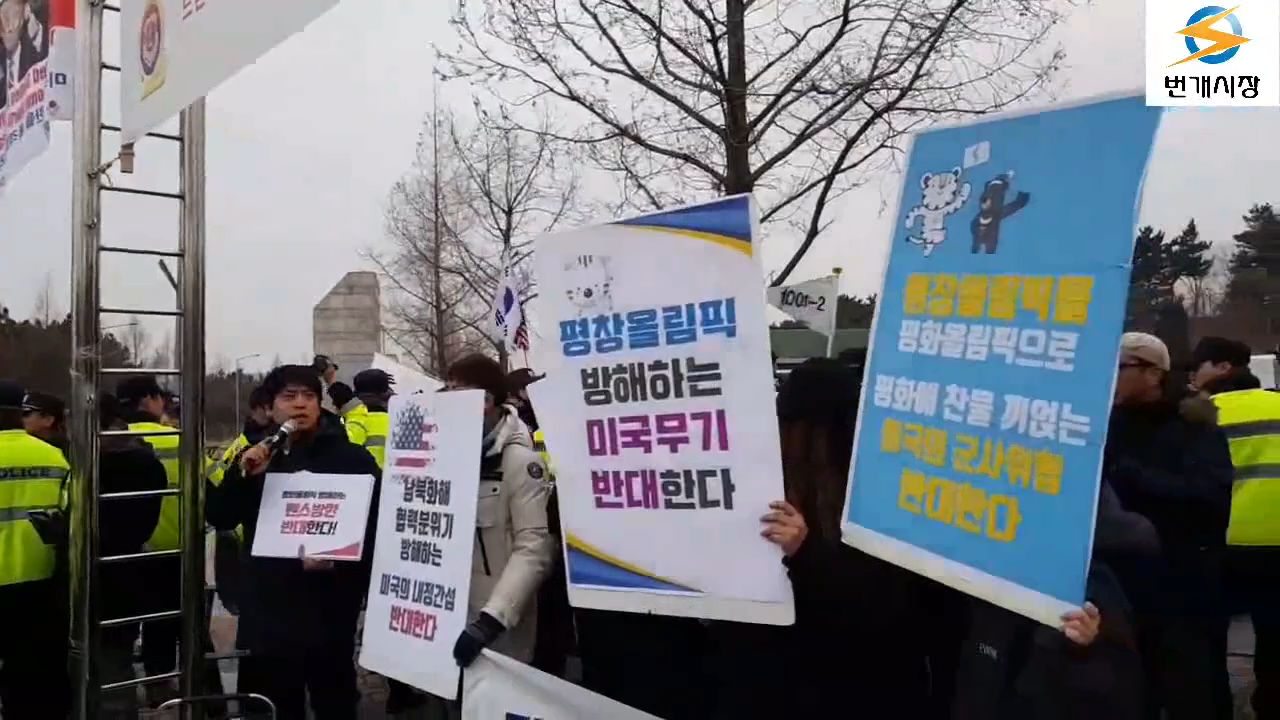 번개시장
1001-2
POLICE
펜스방한
반대한다!
남북화해
협력분위기
방해하는
미국의 내정간섭
반대한다
평창올림픽
방해하는
미국무기
반대한다
평창올림픽을
평화올림픽으로
평화에 찬물 끼얹는
미국의 군사위협
반대한다